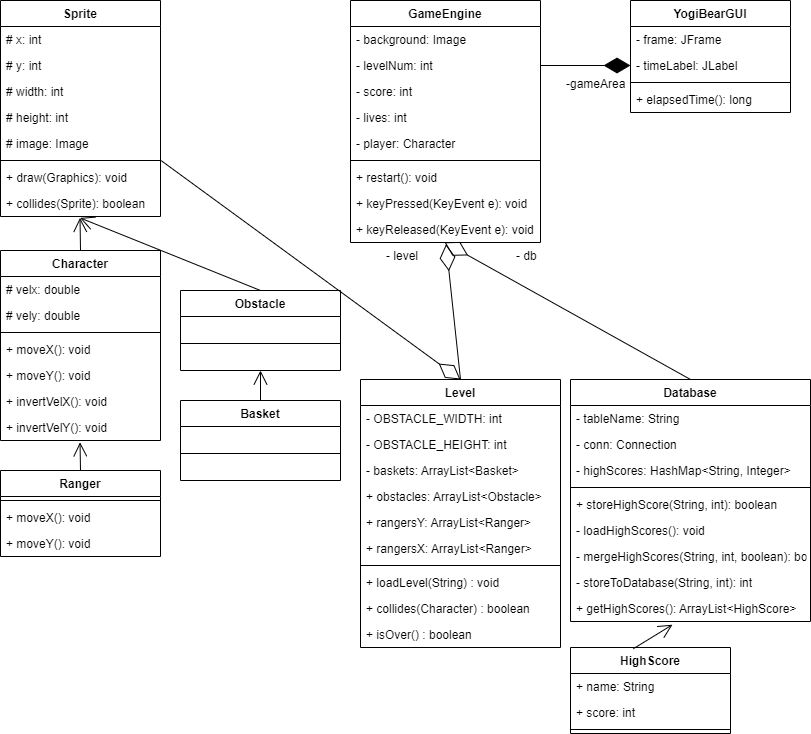 Sprite
# x: int
# y: int
# width: int
# height: int
# image: Image
+ draw(Graphics): void
+ collides(Sprite): boolean
GameEngine
- background: Image
- levelNum: int
- score: int
- lives: int
- player: Character
+ restart(): void
+ keyPressed(KeyEvent e): void
+ keyReleased(KeyEvent e): void
YogiBearGUI
- frame: JFrame
- timeLabel: JLabel
+ elapsedTime(): long
-gameArea
- level
- db
Character
# velx: double
# vely: double
+ moveX(): void
+ moveY(): void
+ invertVelX(): void
+ invertVelY(): void
Obstacle
Basket
Ranger
+ moveX(): void
+ moveY(): void
Level
- OBSTACLE_WIDTH: int
- OBSTACLE_HEIGHT: int
- baskets: ArrayList<Basket>
+ obstacles: ArrayList<Obstacle>
+ rangersY: ArrayList<Ranger>
+ rangersX: ArrayList<Ranger>
+ loadLevel(String) : void
+ collides(Character) : boolean
+ isOver() : boolean
Database
- tableName: String
- conn: Connection
- highScores: HashMap<String, Integer>
+ storeHighScore(String, int): boolean
- loadHighScores(): void
- mergeHighScores(String, int, boolean): bo
- storeToDatabase(String, int): int
+ getHighScores(): ArrayList<HighScore>
HighScore
+ name: String
+ score: int